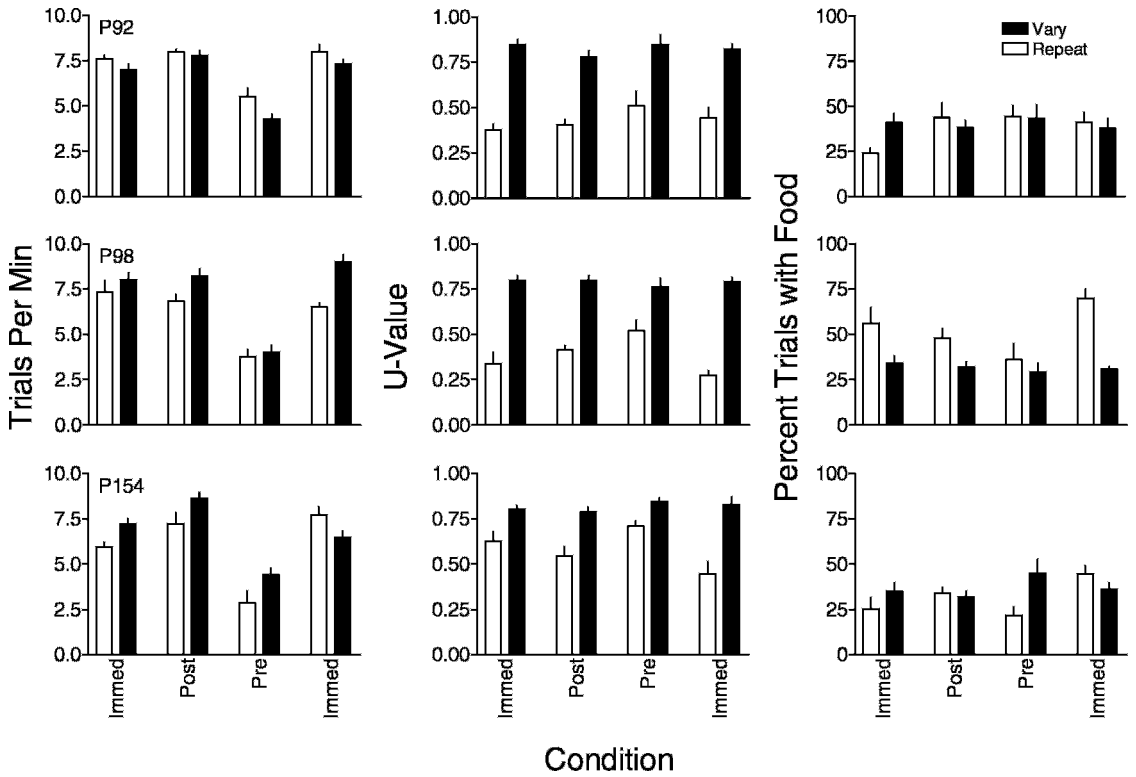 P92
10.0
7.5
5.0
2.5
0.0
1.00
0.75
0.50
0.25
0.00
100
75
50
25
0
Vary
Repeat
P98
10.0
7.5
5.0
2.5
0.0
1.00
0.75
0.50
0.25
0.00
100
75
50
25
0
P154
10.0
7.5
5.0
2.5
0.0
1.00
0.75
0.50
0.25
0.00
100
75
50
25
0
Trials Per Min
U-Value
Percent Trials with Food
Immed
Post
Pre
Immed
Immed
Post
Pre
Immed
Immed
Post
Pre
Immed
Condition